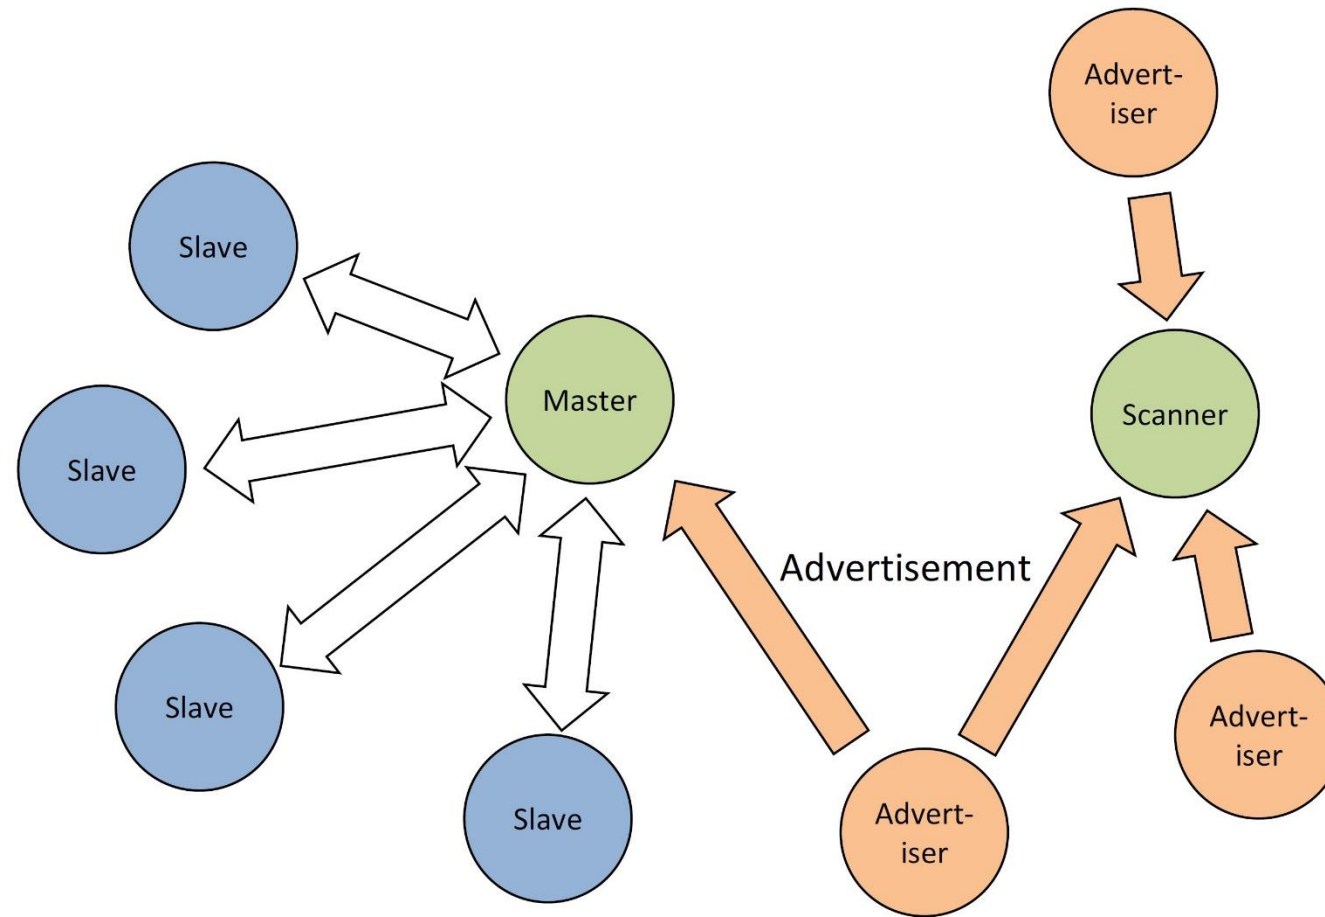 Advert-
iser
Slave
Master
Scanner
Slave
Advertisement
Slave
Advert-
iser
Slave
Advert-
iser